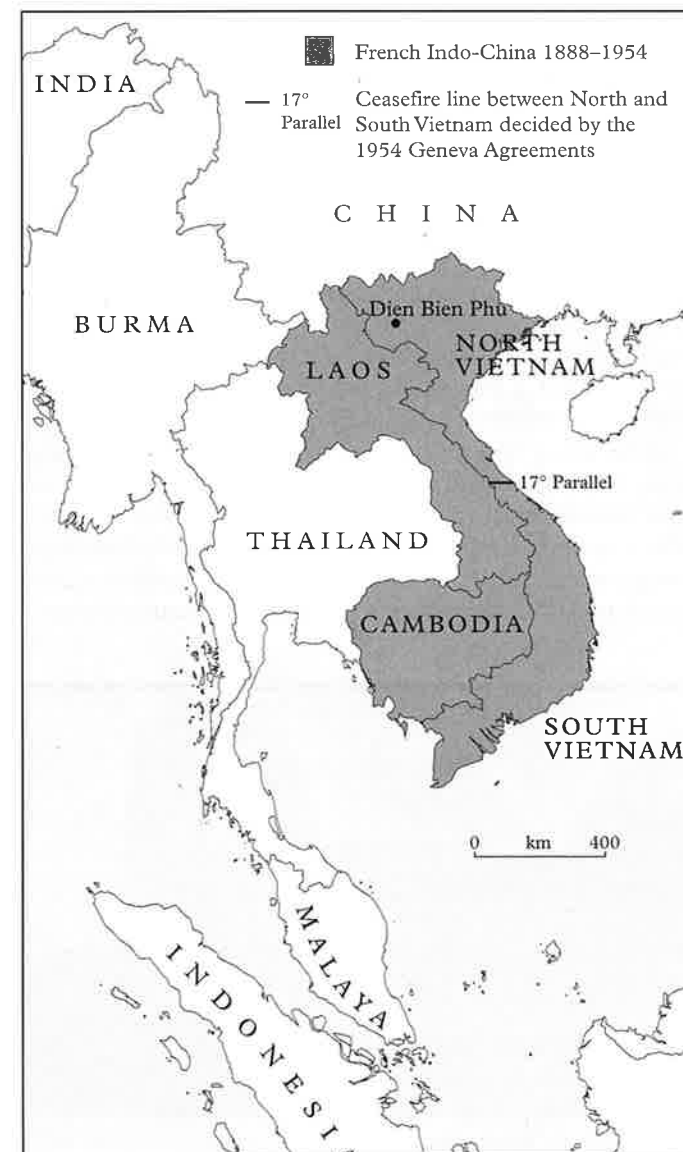 French Indo-China 1888–1954
17°
Parallel
Ceasefire line between North and
South Vietnam decided by the
1954 Geneva Agreements
INDIA
CHINA
BURMA
Dien Bien Phu
NORTH
VIETNAM
LAOS
17° Parallel
THAILAND
CAMBODIA
SOUTH
VIETNAM
0 km 400
MALAYA
INDONESI